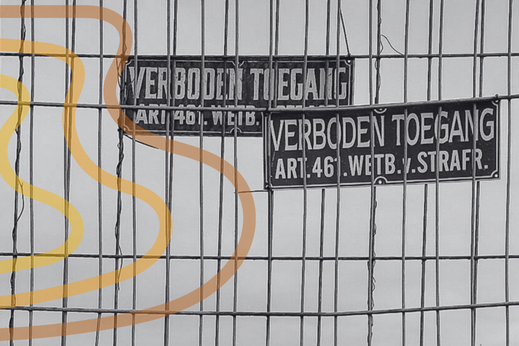 VERBODEN TOEGANG
ART.461.WETB.
VERBODEN TOEGANG
ART.461.WETB.v.STRAFR.